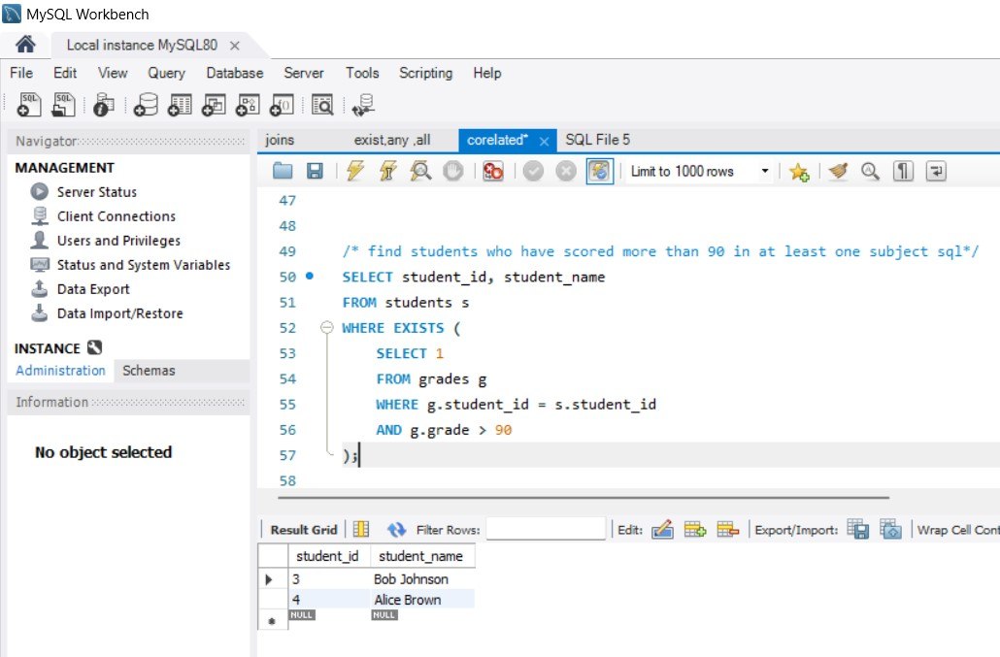 MySQL Workbench
Local instance MySQL80
File Edit View Query Database Server Tools Scripting Help
Navigator
MANAGEMENT
Server Status
Client Connections
Users and Privileges
Status and System Variables
Data Export
Data Import/Restore
INSTANCE
Administration Schemas
Information
No object selected
joins exist,any ,all corelated* SQL File 5
Limit to 1000 rows
47
48
49 /* find students who have scored more than 90 in at least one subject sql*/
50 SELECT student_id, student_name
51 FROM students s
52 WHERE EXISTS (
53 SELECT 1
54 FROM grades g
55 WHERE g.student_id = s.student_id
56 AND g.grade > 90
57 );
58
Result Grid Filter Rows: Edit: Export/Import: Wrap Cell Cont
student_id student_name
3 Bob Johnson
4 Alice Brown
NULL NULL